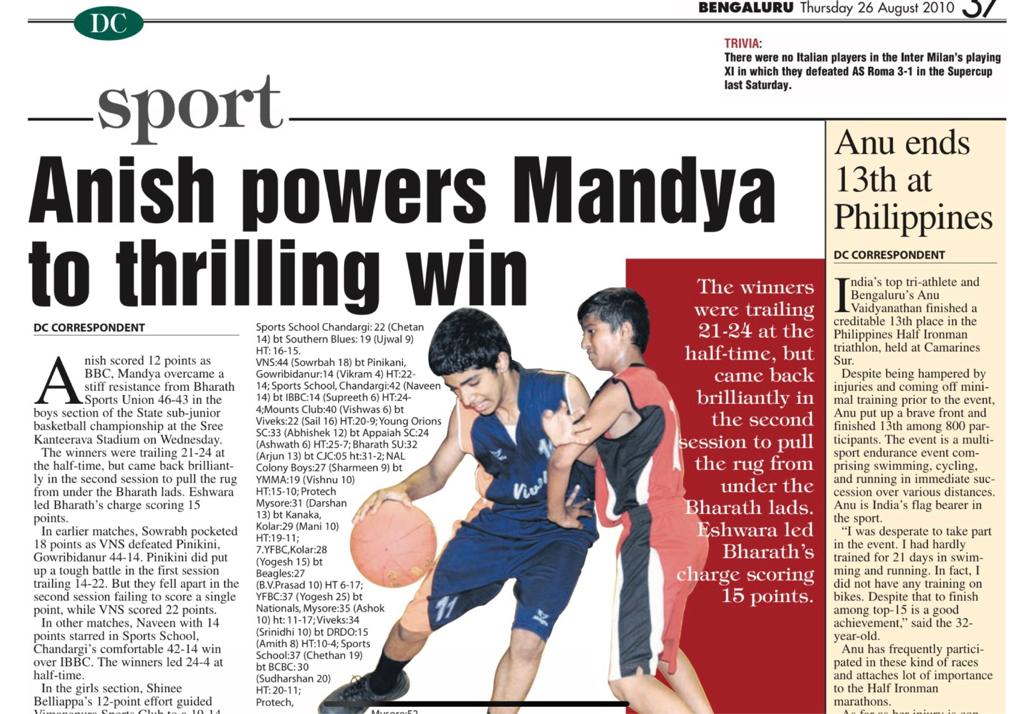 DC
BENGALURU Thursday 26 August 2010 37
TRIVIA:
There were no Italian players in the Inter Milan's playing
XI in which they defeated AS Roma 3-1 in the Supercup
last Saturday.
sport
Anish powers Mandya
to thrilling win
DC CORRESPONDENT
Anish scored 12 points as
BBC, Mandya overcame a
stiff resistance from Bharath
Sports Union 46-43 in the
boys section of the State sub-junior
basketball championship at the Sree
Kanteerava Stadium on Wednesday.
The winners were trailing 21-24 at
the half-time, but came back brilliant-
ly in the second session to pull the rug
from under the Bharath lads. Eshwara
led Bharath's charge scoring 15
points.
In earlier matches, Sowrabh pocketed
18 points as VNS defeated Pinikini,
Gowribidanur 44-14. Pinikini did put
up a tough battle in the first session
trailing 14-22. But they fell apart in the
second session failing to score a single
point, while VNS scored 22 points.
In other matches, Naveen with 14
points starred in Sports School,
Chandargi's comfortable 42-14 win
over IBBC. The winners led 24-4 at
half-time.
In the girls section, Shinee
Belliappa's 12-point effort guided
Sports School Chandargi: 22 (Chetan
14) bt Southern Blues: 19 (Ujwal 9)
HT: 16-15.
VNS:44 (Sowrbah 18) bt Pinikani,
Gowribidanur:14 (Vikram 4) HT:22-
14; Sports School, Chandargi:42 (Naveen
14) bt IBBC:14 (Supreeth 6) HT:24-
4;Mounts Club:40 (Vishwas 6) bt
Viveks:22 (Sail 16) HT:20-9;Young Orions
SC:33 (Abhishek 12) bt Appaiah SC:24
(Ashwath 6) HT:25-7; Bharath SU:32
(Arjun 13) bt CJC:05 ht:31-2; NAL
Colony Boys:27 (Sharmeen 9) bt
YMMA:19 (Vishnu 10)
HT:15-10; Protech
Mysore:31 (Darshan
13) bt Kanaka,
Kolar:29 (Mani 10)
HT:19-11;
7.YFBC,Kolar:28
(Yogesh 15) bt
Beagles:27
(B.V.Prasad 10) HT 6-17;
YFBC:37 (Yogesh 25) bt
Nationals, Mysore:35 (Ashok
10) ht: 11-17; Viveks:34
(Srinidhi 10) bt DRDO:15
(Amith 8) HT:10-4; Sports
School:37 (Chethan 19)
bt BCBC: 30
(Sudharshan 20)
HT: 20-11;
Protech,
11
The winners
were trailing
21-24 at the
half-time, but
came back
brilliantly in
the second
session to pull
the rug from
under the
Bharath lads.
Eshwara led
Bharath's
charge scoring
15 points.
Anu ends
13th at
Philippines
DC CORRESPONDENT
India's top tri-athlete and
Bengaluru's Anu
Vaidyanathan finished a
creditable 13th place in the
Philippines Half Ironman
triathlon, held at Camarines
Sur.
Despite being hampered by
injuries and coming off mini-
mal training prior to the event,
Anu put up a brave front and
finished 13th among 800 par-
ticipants. The event is a multi-
sport endurance event com-
prising swimming, cycling,
and running in immediate suc-
cession over various distances.
Anu is India's flag bearer in
the sport.
"I was desperate to take part
in the event. I had hardly
trained for 21 days in swim-
ming and running. In fact, I
did not have any training on
bikes. Despite that to finish
among top-15 is a good
achievement," said the 32-
year-old.
Anu has frequently partici-
pated in these kind of races
and attaches lot of importance
to the Half Ironman
marathons.